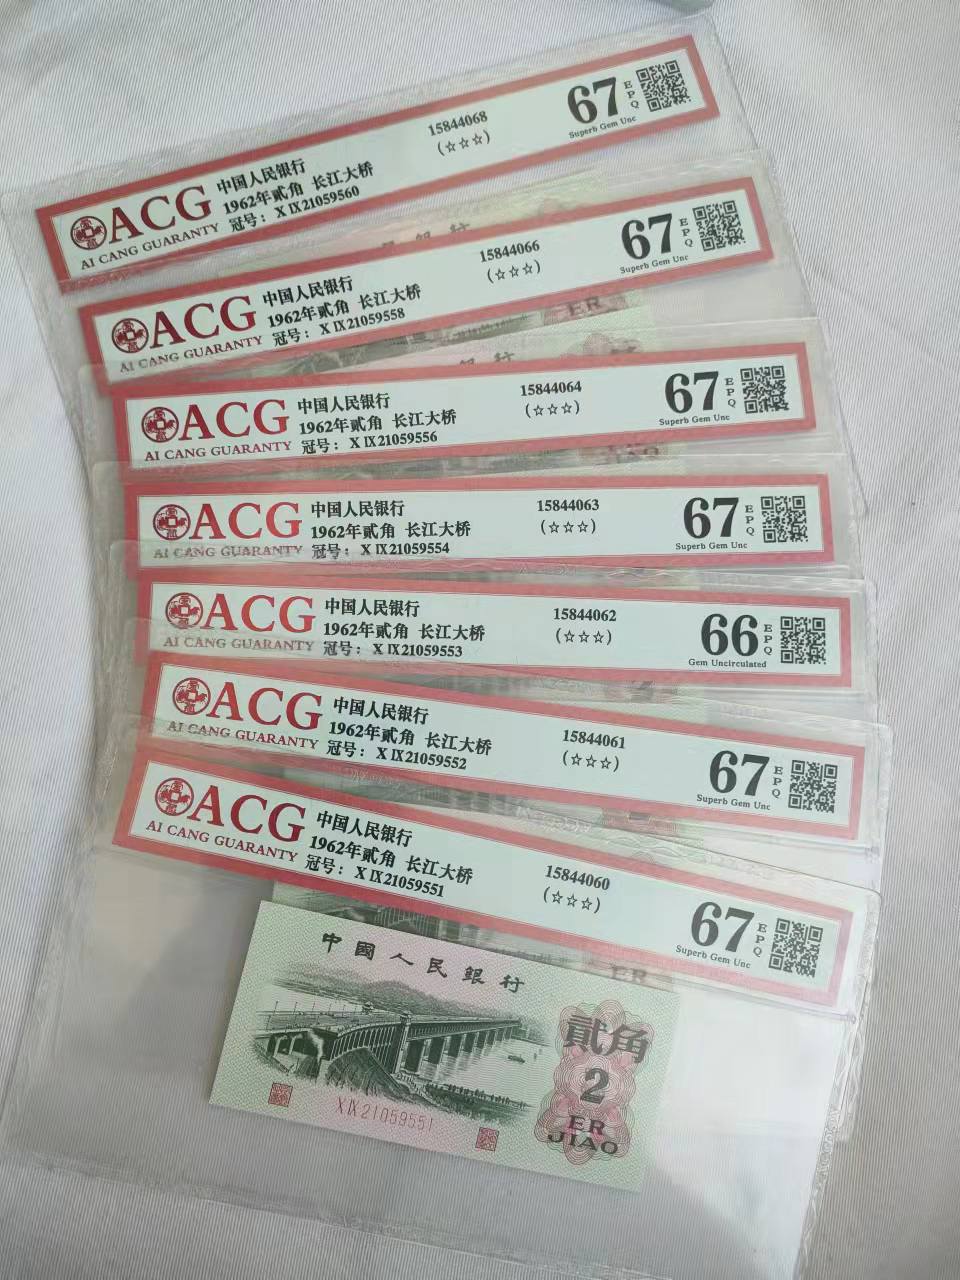 ACG
AI CANG GUARANTY
中国人民银行
1962年贰角 长江大桥
冠号：X IX21059560
15844068
(☆☆☆)
67
EPQ
Superb Gem Unc
ACG
AI CANG GUARANTY
中国人民银行
1962年贰角 长江大桥
冠号：X IX21059558
15844066
(☆☆☆)
67
EPQ
Superb Gem Unc
ER
ACG
AI CANG GUARANTY
中国人民银行
1962年贰角 长江大桥
冠号：X IX21059556
15844064
(☆☆☆)
67
EPQ
Superb Gem Unc
ACG
AI CANG GUARANTY
中国人民银行
1962年贰角 长江大桥
冠号：X IX21059554
15844063
(☆☆☆)
67
EPQ
Superb Gem Unc
ACG
AI CANG GUARANTY
中国人民银行
1962年贰角 长江大桥
冠号：X IX21059553
15844062
(☆☆☆)
66
EPQ
Gem Uncirculated
ACG
AI CANG GUARANTY
中国人民银行
1962年贰角 长江大桥
冠号：X IX21059552
15844061
(☆☆☆)
67
EPQ
Superb Gem Unc
ACG
AI CANG GUARANTY
中国人民银行
1962年贰角 长江大桥
冠号：X IX21059551
15844060
(☆☆☆)
67
EPQ
Superb Gem Unc
ER
中國人民銀行
貳角
2
ER
JIAO
X IX 21059551